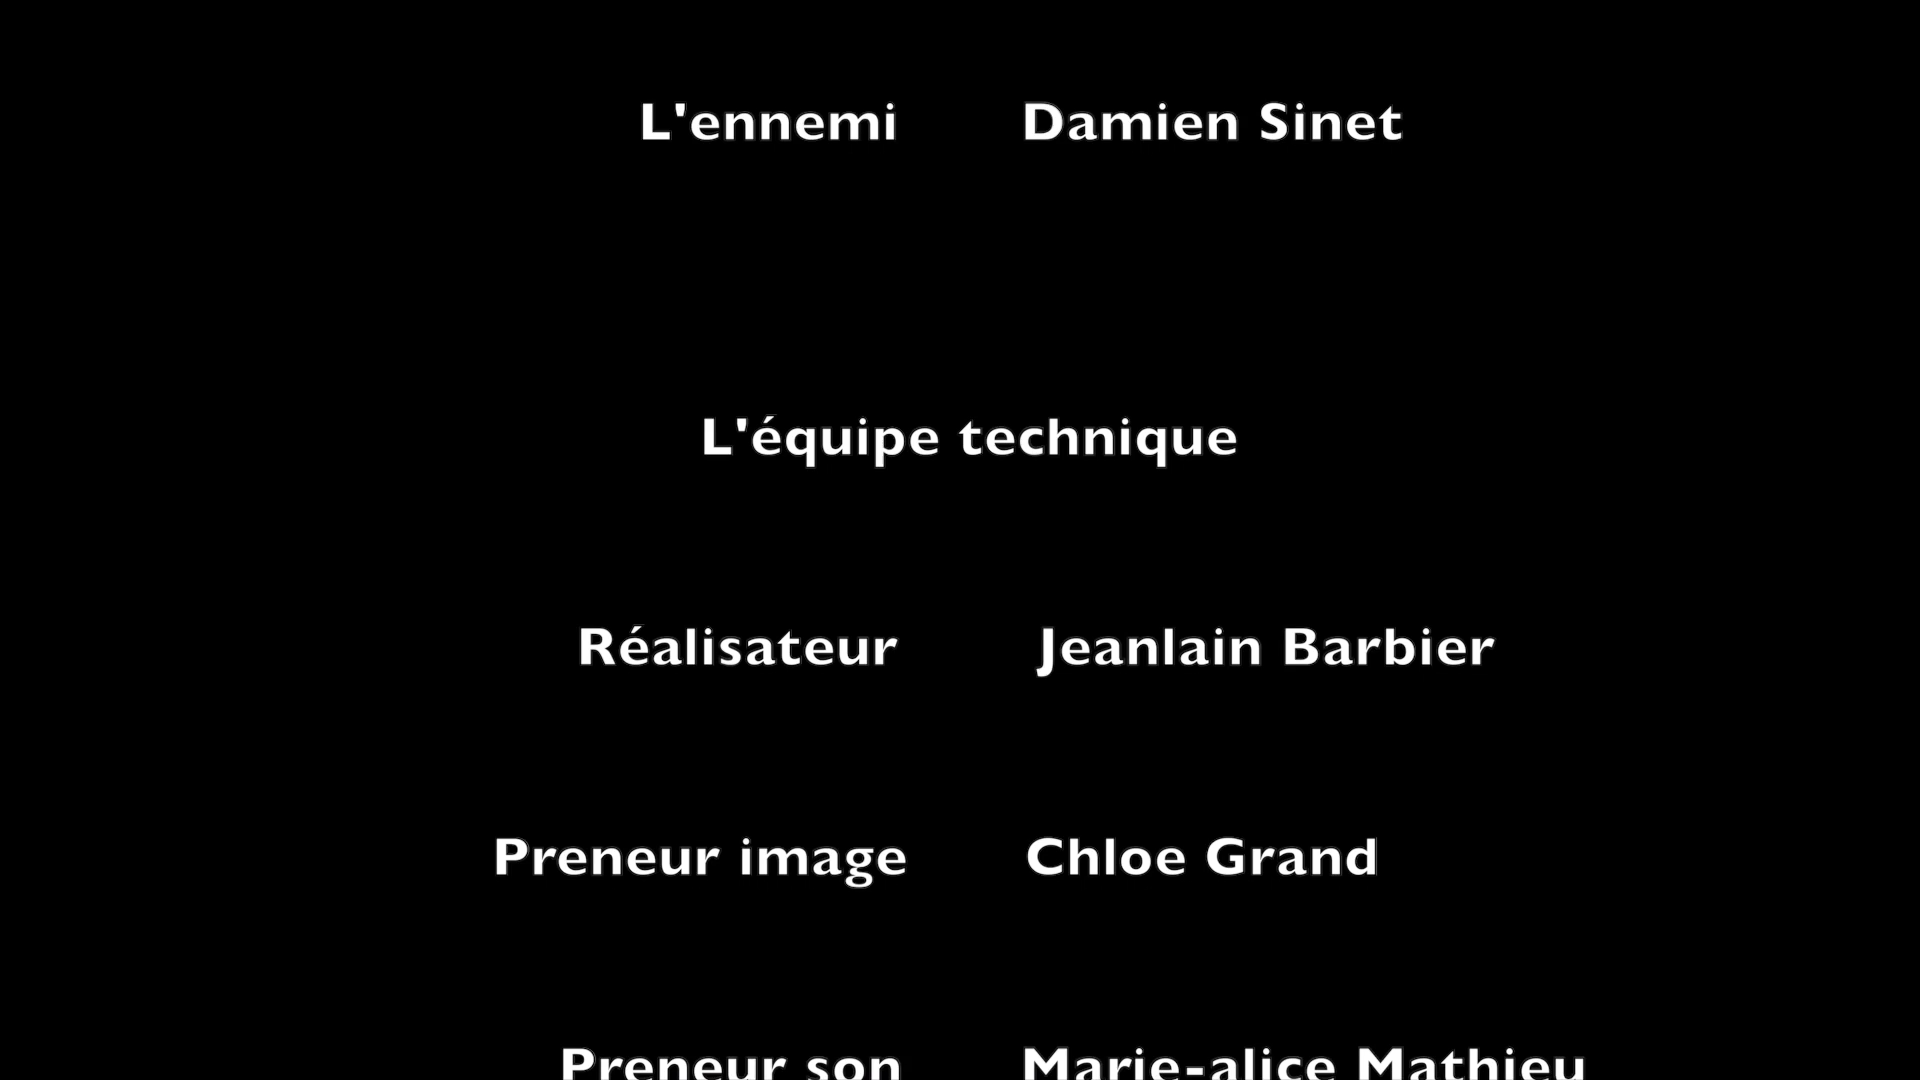 L'ennemi Damien Sinet
L'équipe technique
Réalisateur Jeanlain Barbier
Preneur image Chloe Grand
Preneur son Marie-alice Mathieu